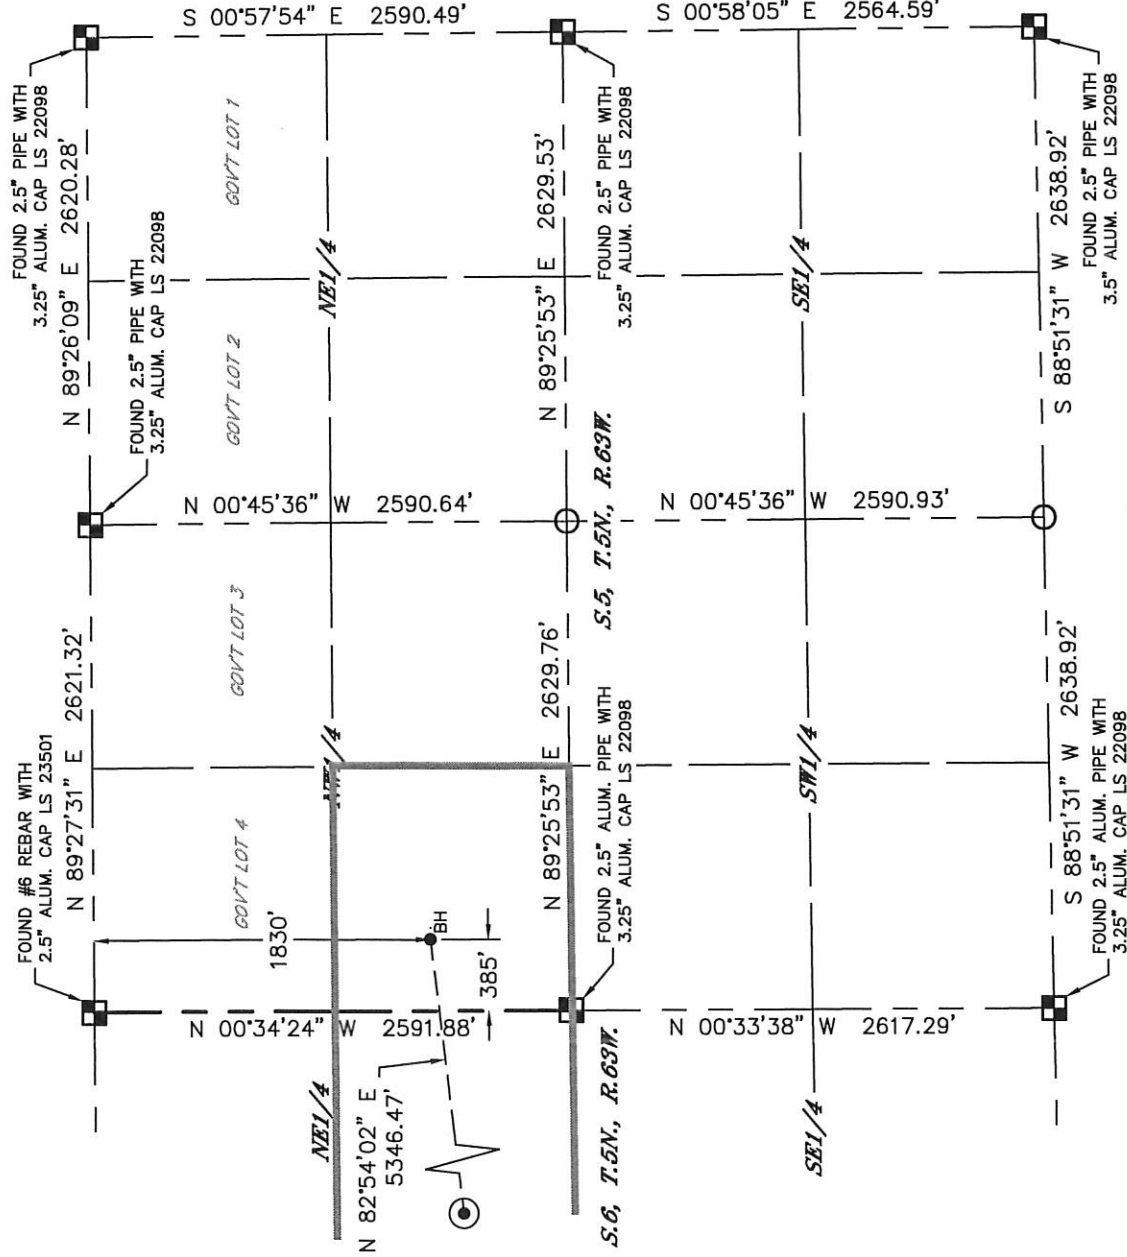 S 00°57'54" E 2590.49'
S 00°58'05" E 2564.59'
FOUND 2.5" PIPE WITH
3.25" ALUM. CAP LS 22098
N 89°26'09" E 2620.28'
GOV'T LOT 1
FOUND 2.5" PIPE WITH
3.25" ALUM. CAP LS 22098
N 89°25'53" E 2629.53'
FOUND 2.5" PIPE WITH
3.5" ALUM. CAP LS 22098
S 88°51'31" W 2638.92'
NE1/4
SE1/4
FOUND 2.5" PIPE WITH
3.25" ALUM. CAP LS 22098
GOV'T LOT 2
N 00°45'36" W 2590.64'
N 00°45'36" W 2590.93'
S.5, T.5N., R.63W.
N 89°27'31" E 2621.32'
GOV'T LOT 3
N 89°25'53" E 2629.76'
S 88°51'31" W 2638.92'
NW1/4
SW1/4
FOUND #6 REBAR WITH
2.5" ALUM. CAP LS 23501
GOV'T LOT 4
1830'
BH
385'
FOUND 2.5" ALUM. PIPE WITH
3.25" ALUM. CAP LS 22098
FOUND 2.5" ALUM. PIPE WITH
3.25" ALUM. CAP LS 22098
N 00°34'24" W 2591.88'
N 00°33'38" W 2617.29'
NE1/4
SE1/4
N 82°54'02" E
5346.47'
S.6, T.5N., R.63W.